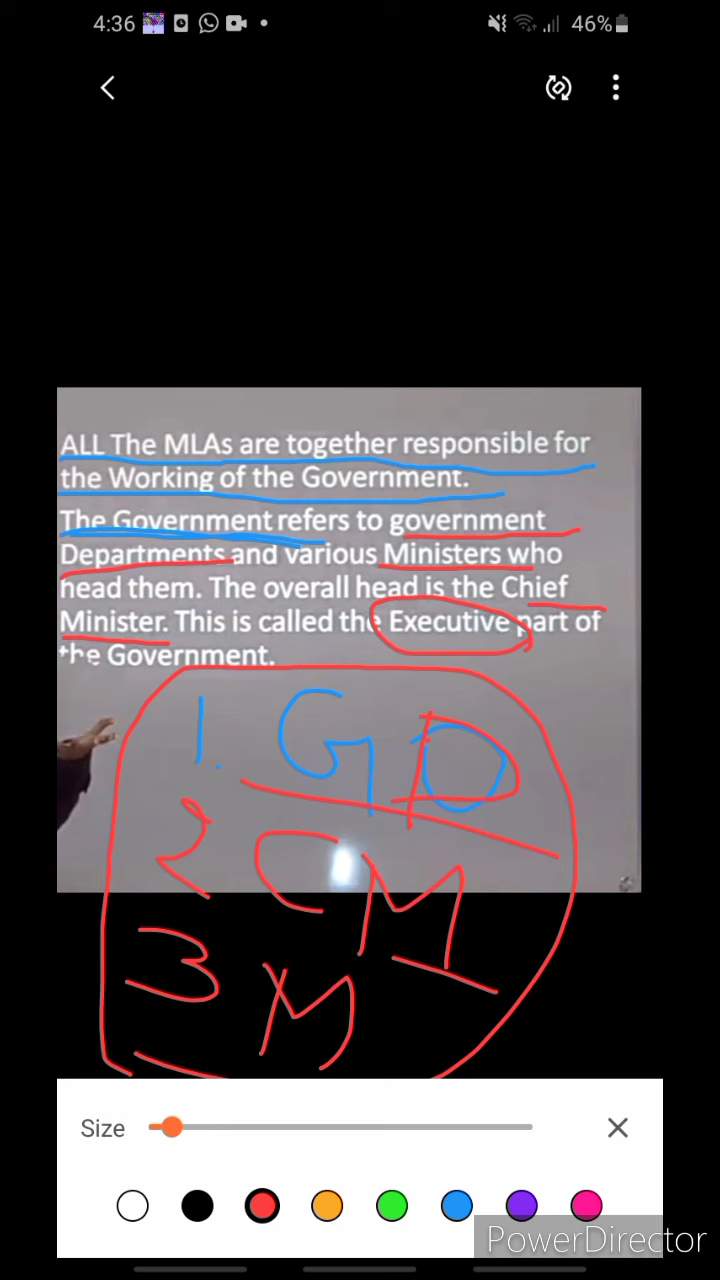 4:36
46%
ALL The MLAs are together responsible for
the Working of the Government.
The Government refers to government
Departments and various Ministers who
head them. The overall head is the Chief
Minister. This is called the Executive part of
the Government.
1. GD
2 CM
3 M
Size
PowerDirector